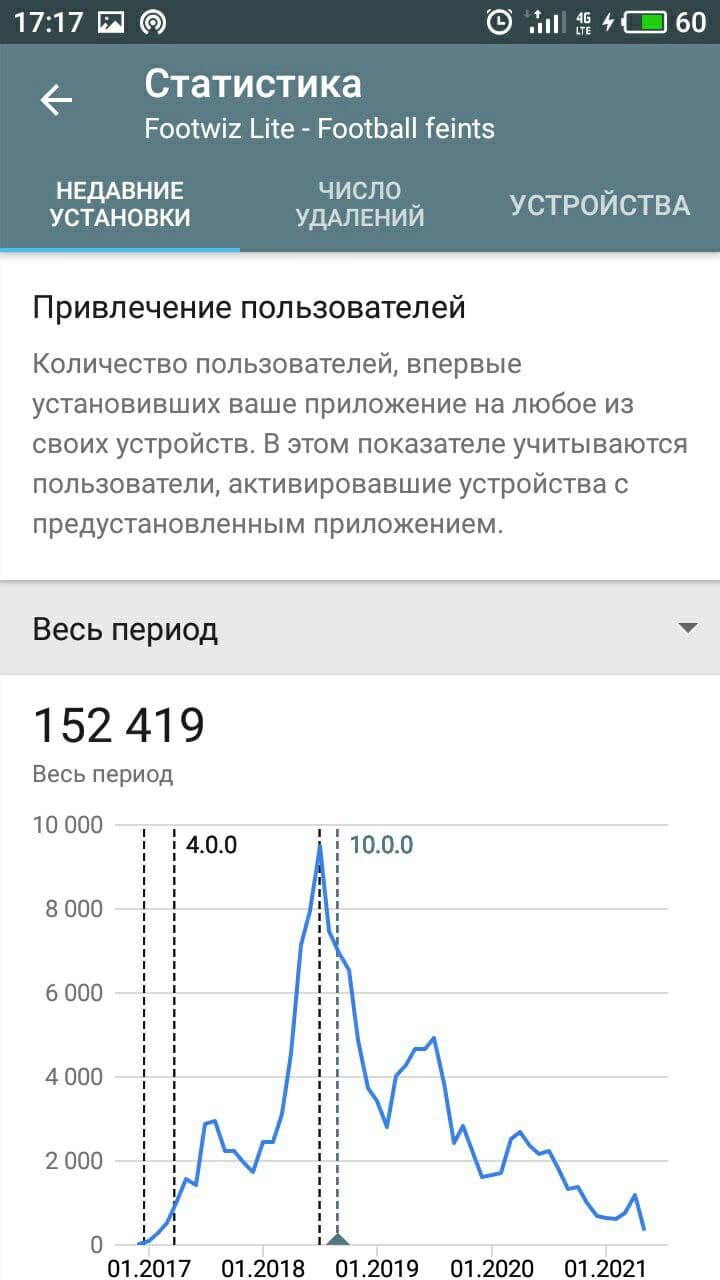 17:17
4G
LTE
60
Статистика
Footwiz Lite - Football feints
НЕДАВНИЕ
УСТАНОВКИ
ЧИСЛО
УДАЛЕНИЙ
УСТРОЙСТВА
Привлечение пользователей
Количество пользователей, впервые
установивших ваше приложение на любое из
своих устройств. В этом показателе учитываются
пользователи, активировавшие устройства с
предустановленным приложением.
Весь период
152 419
Весь период
10 000
4.0.0
10.0.0
8 000
6 000
4 000
2 000
0
01.2017 01.2018 01.2019 01.2020 01.2021